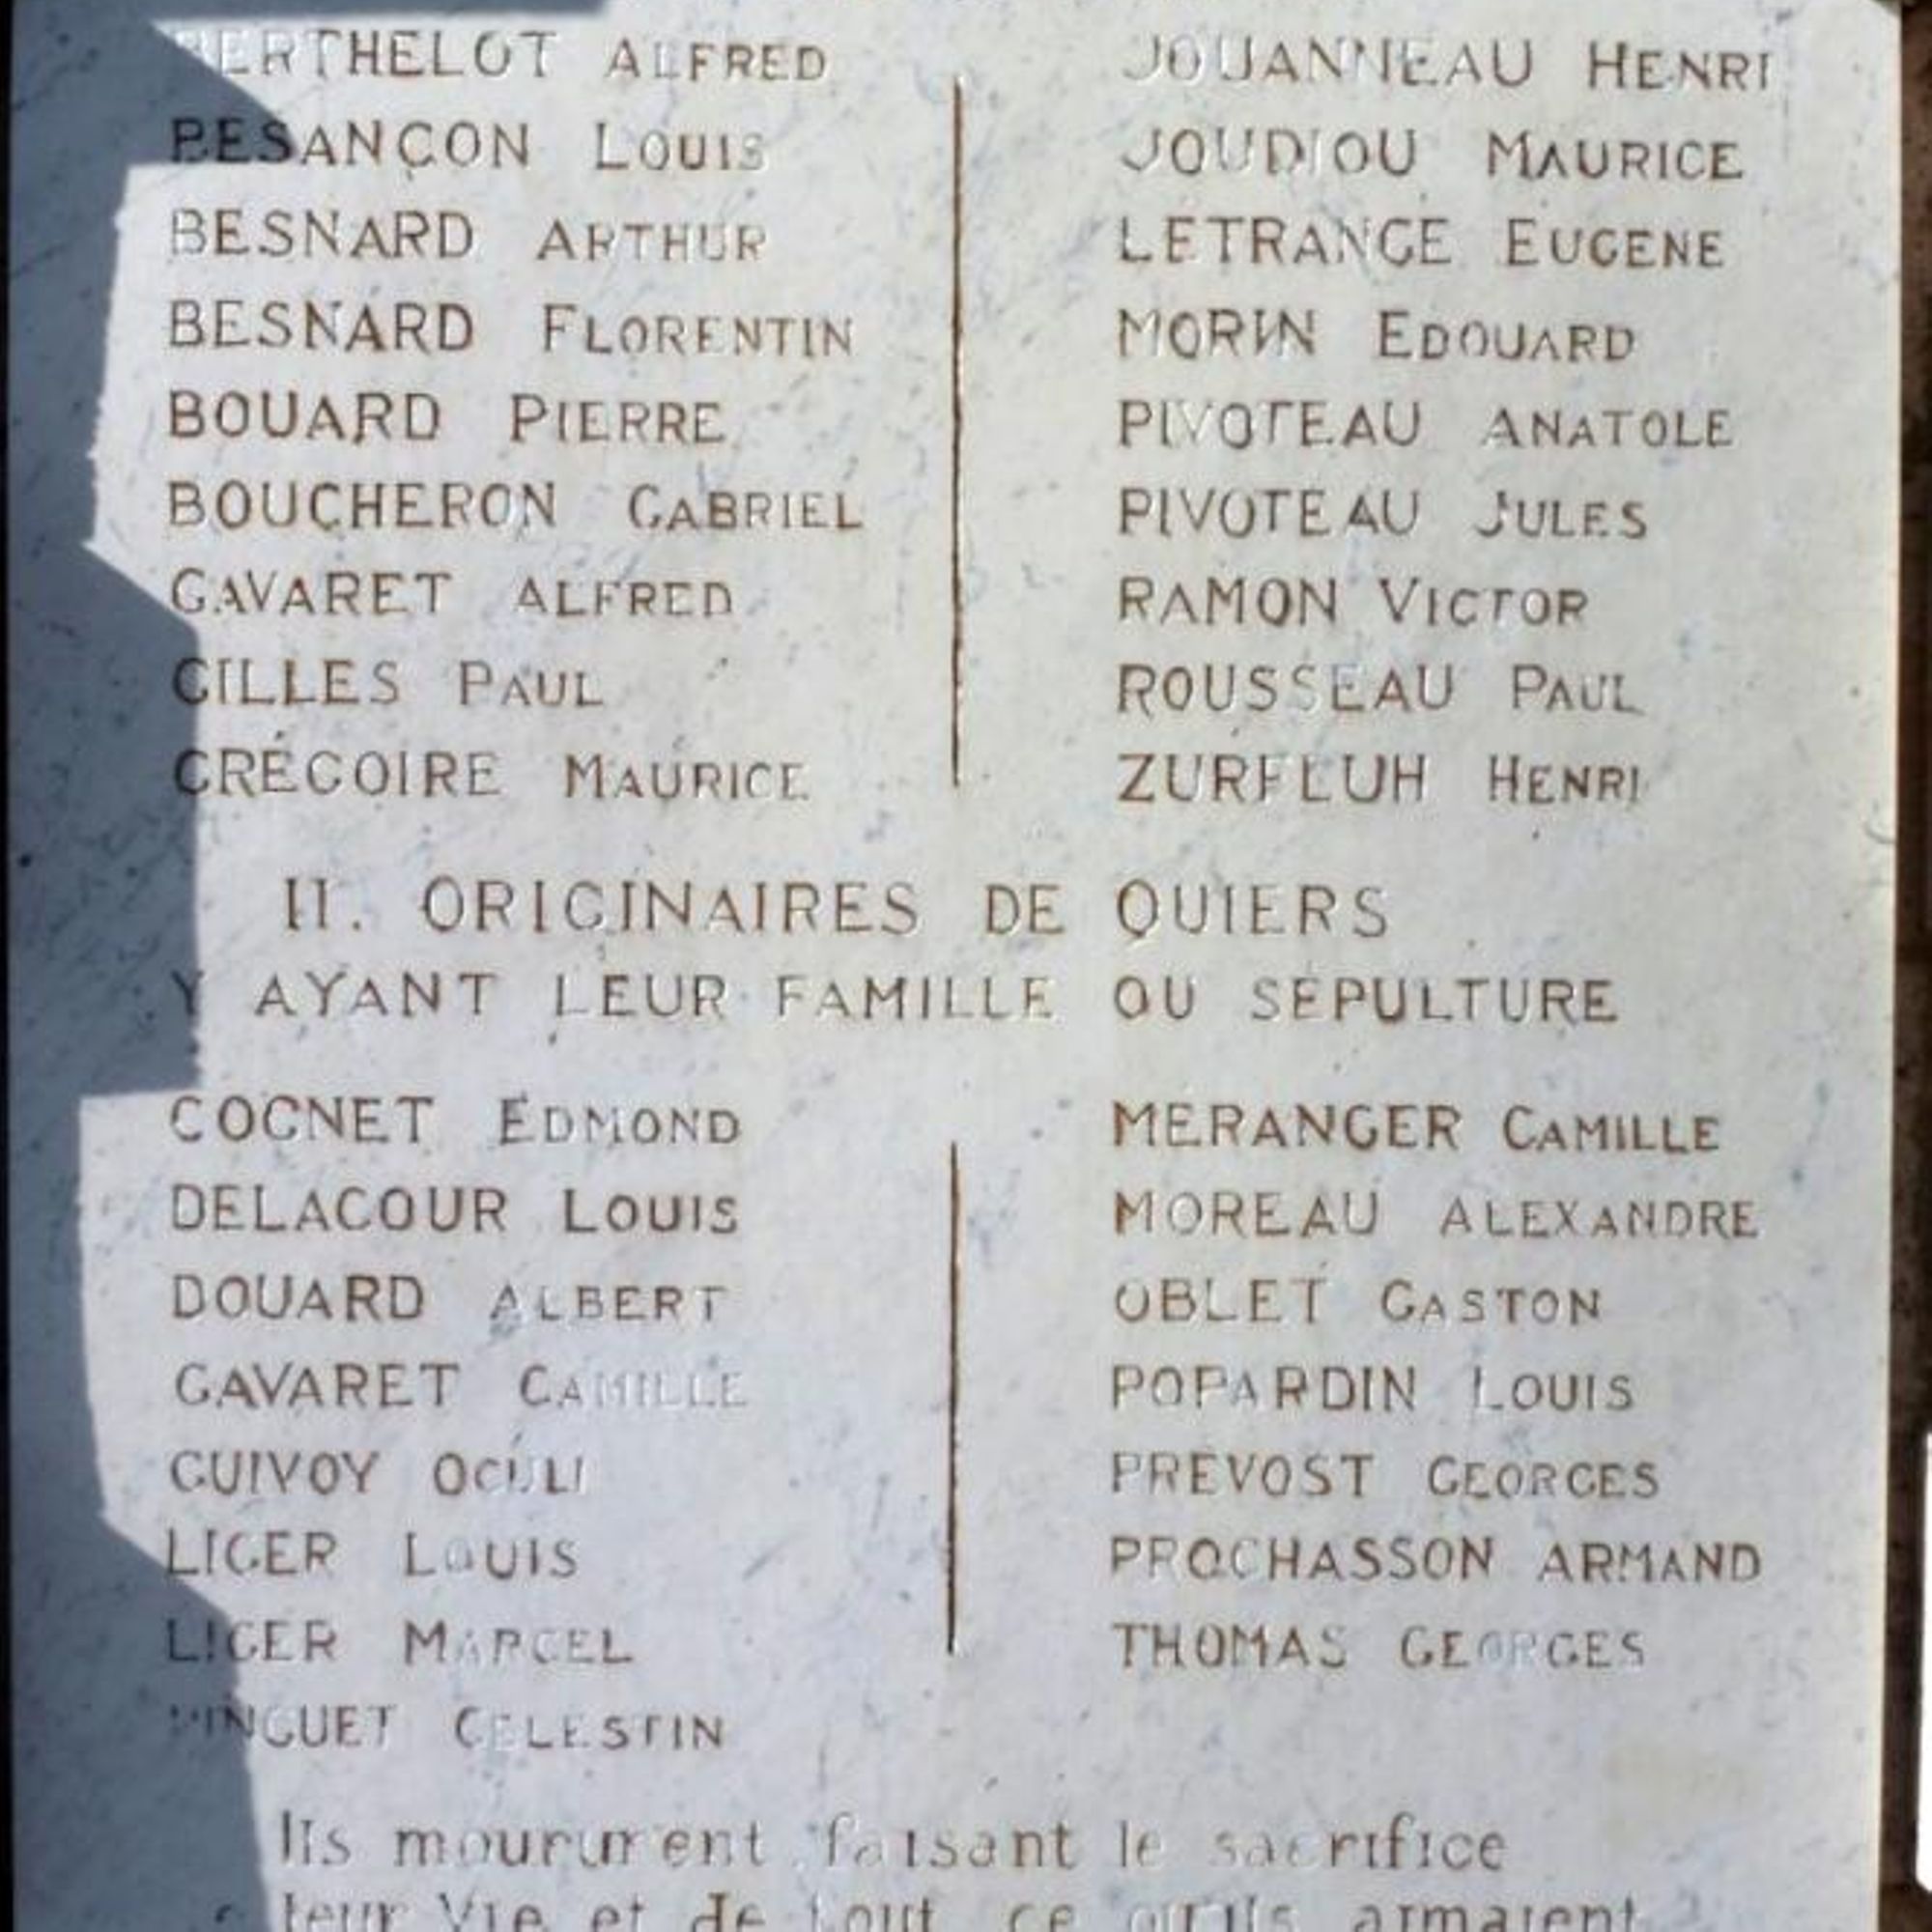 BERTHELOT ALFRED
BESANÇON LOUIS
BESNARD ARTHUR
BESNARD FLORENTIN
BOUARD PIERRE
BOUCHERON GABRIEL
GAVARET ALFRED
GILLES PAUL
GRÉGOIRE MAURICE
JOUANNEAU HENRI
JOUDIOU MAURICE
LETRANGE EUGENE
MORIN EDOUARD
PIVOTEAU ANATOLE
PIVOTEAU JULES
RAMON VICTOR
ROUSSEAU PAUL
ZURFLUH HENRI
II. ORIGINAIRES DE QUIERS
Y AYANT LEUR FAMILLE OU SEPULTURE
COGNET EDMOND
DELACOUR LOUIS
DOUARD ALBERT
GAVARET CAMILLE
GUIVOY OCULI
LIGER LOUIS
LIGER MARCEL
CELESTIN
MERANGER CAMILLE
MOREAU ALEXANDRE
OBLET GASTON
POPARDIN LOUIS
PREVOST GEORGES
PROCHASSON ARMAND
THOMAS GEORGES
Ils moururent faisant le sacrifice
leur Vie et de tout ce qu'ils aimaient